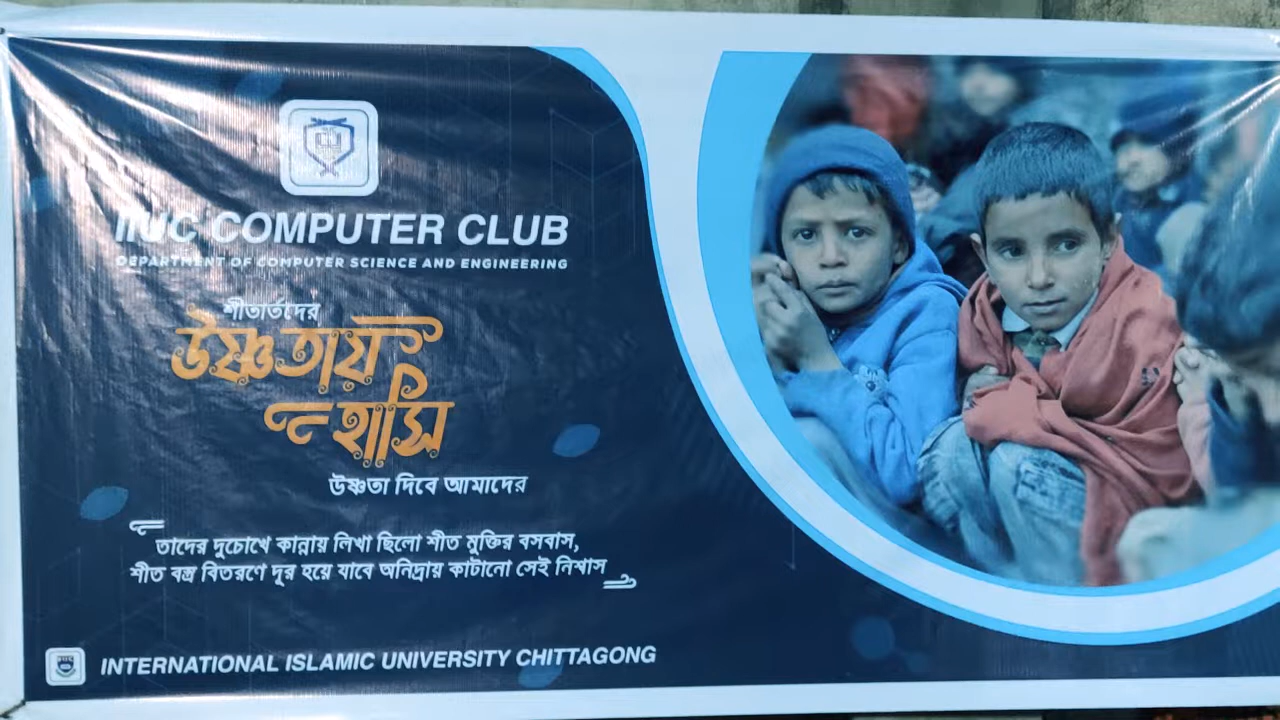 IIUC COMPUTER CLUB
DEPARTMENT OF COMPUTER SCIENCE AND ENGINEERING
শীতার্তদের
উষ্ণতায়
হাসি
উষ্ণতা দিবে আমাদের
তাদের দুচোখে কান্নায় লিখা ছিলো শীত মুক্তির বসবাস,
শীত বস্ত্র বিতরণে দূর হয়ে যাবে অনিদ্রায় কাটানো সেই নিশ্বাস
INTERNATIONAL ISLAMIC UNIVERSITY CHITTAGONG